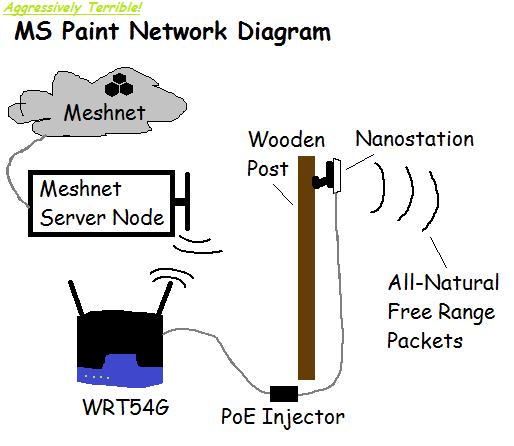 Aggressively Terrible!
MS Paint Network Diagram
Meshnet
Wooden
Post
Nanostation
Meshnet
Server Node
All-Natural
Free Range
Packets
WRT54G
PoE Injector